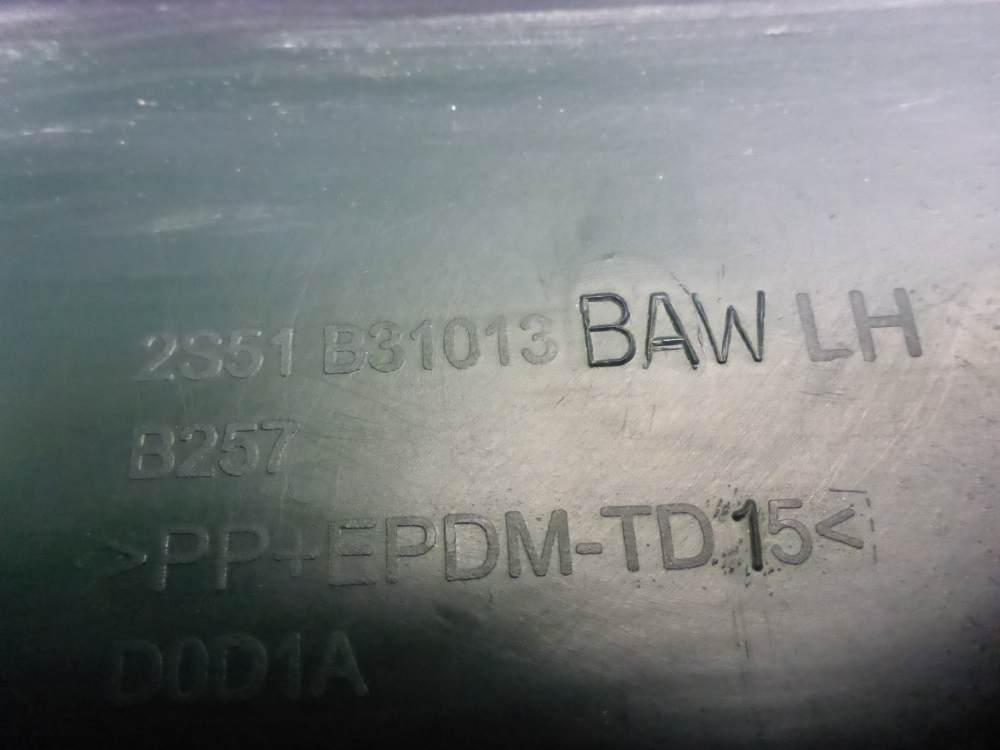 2S51 B31013 BAW LH
B257
>PP+EPDM-TD15<
D0D1A